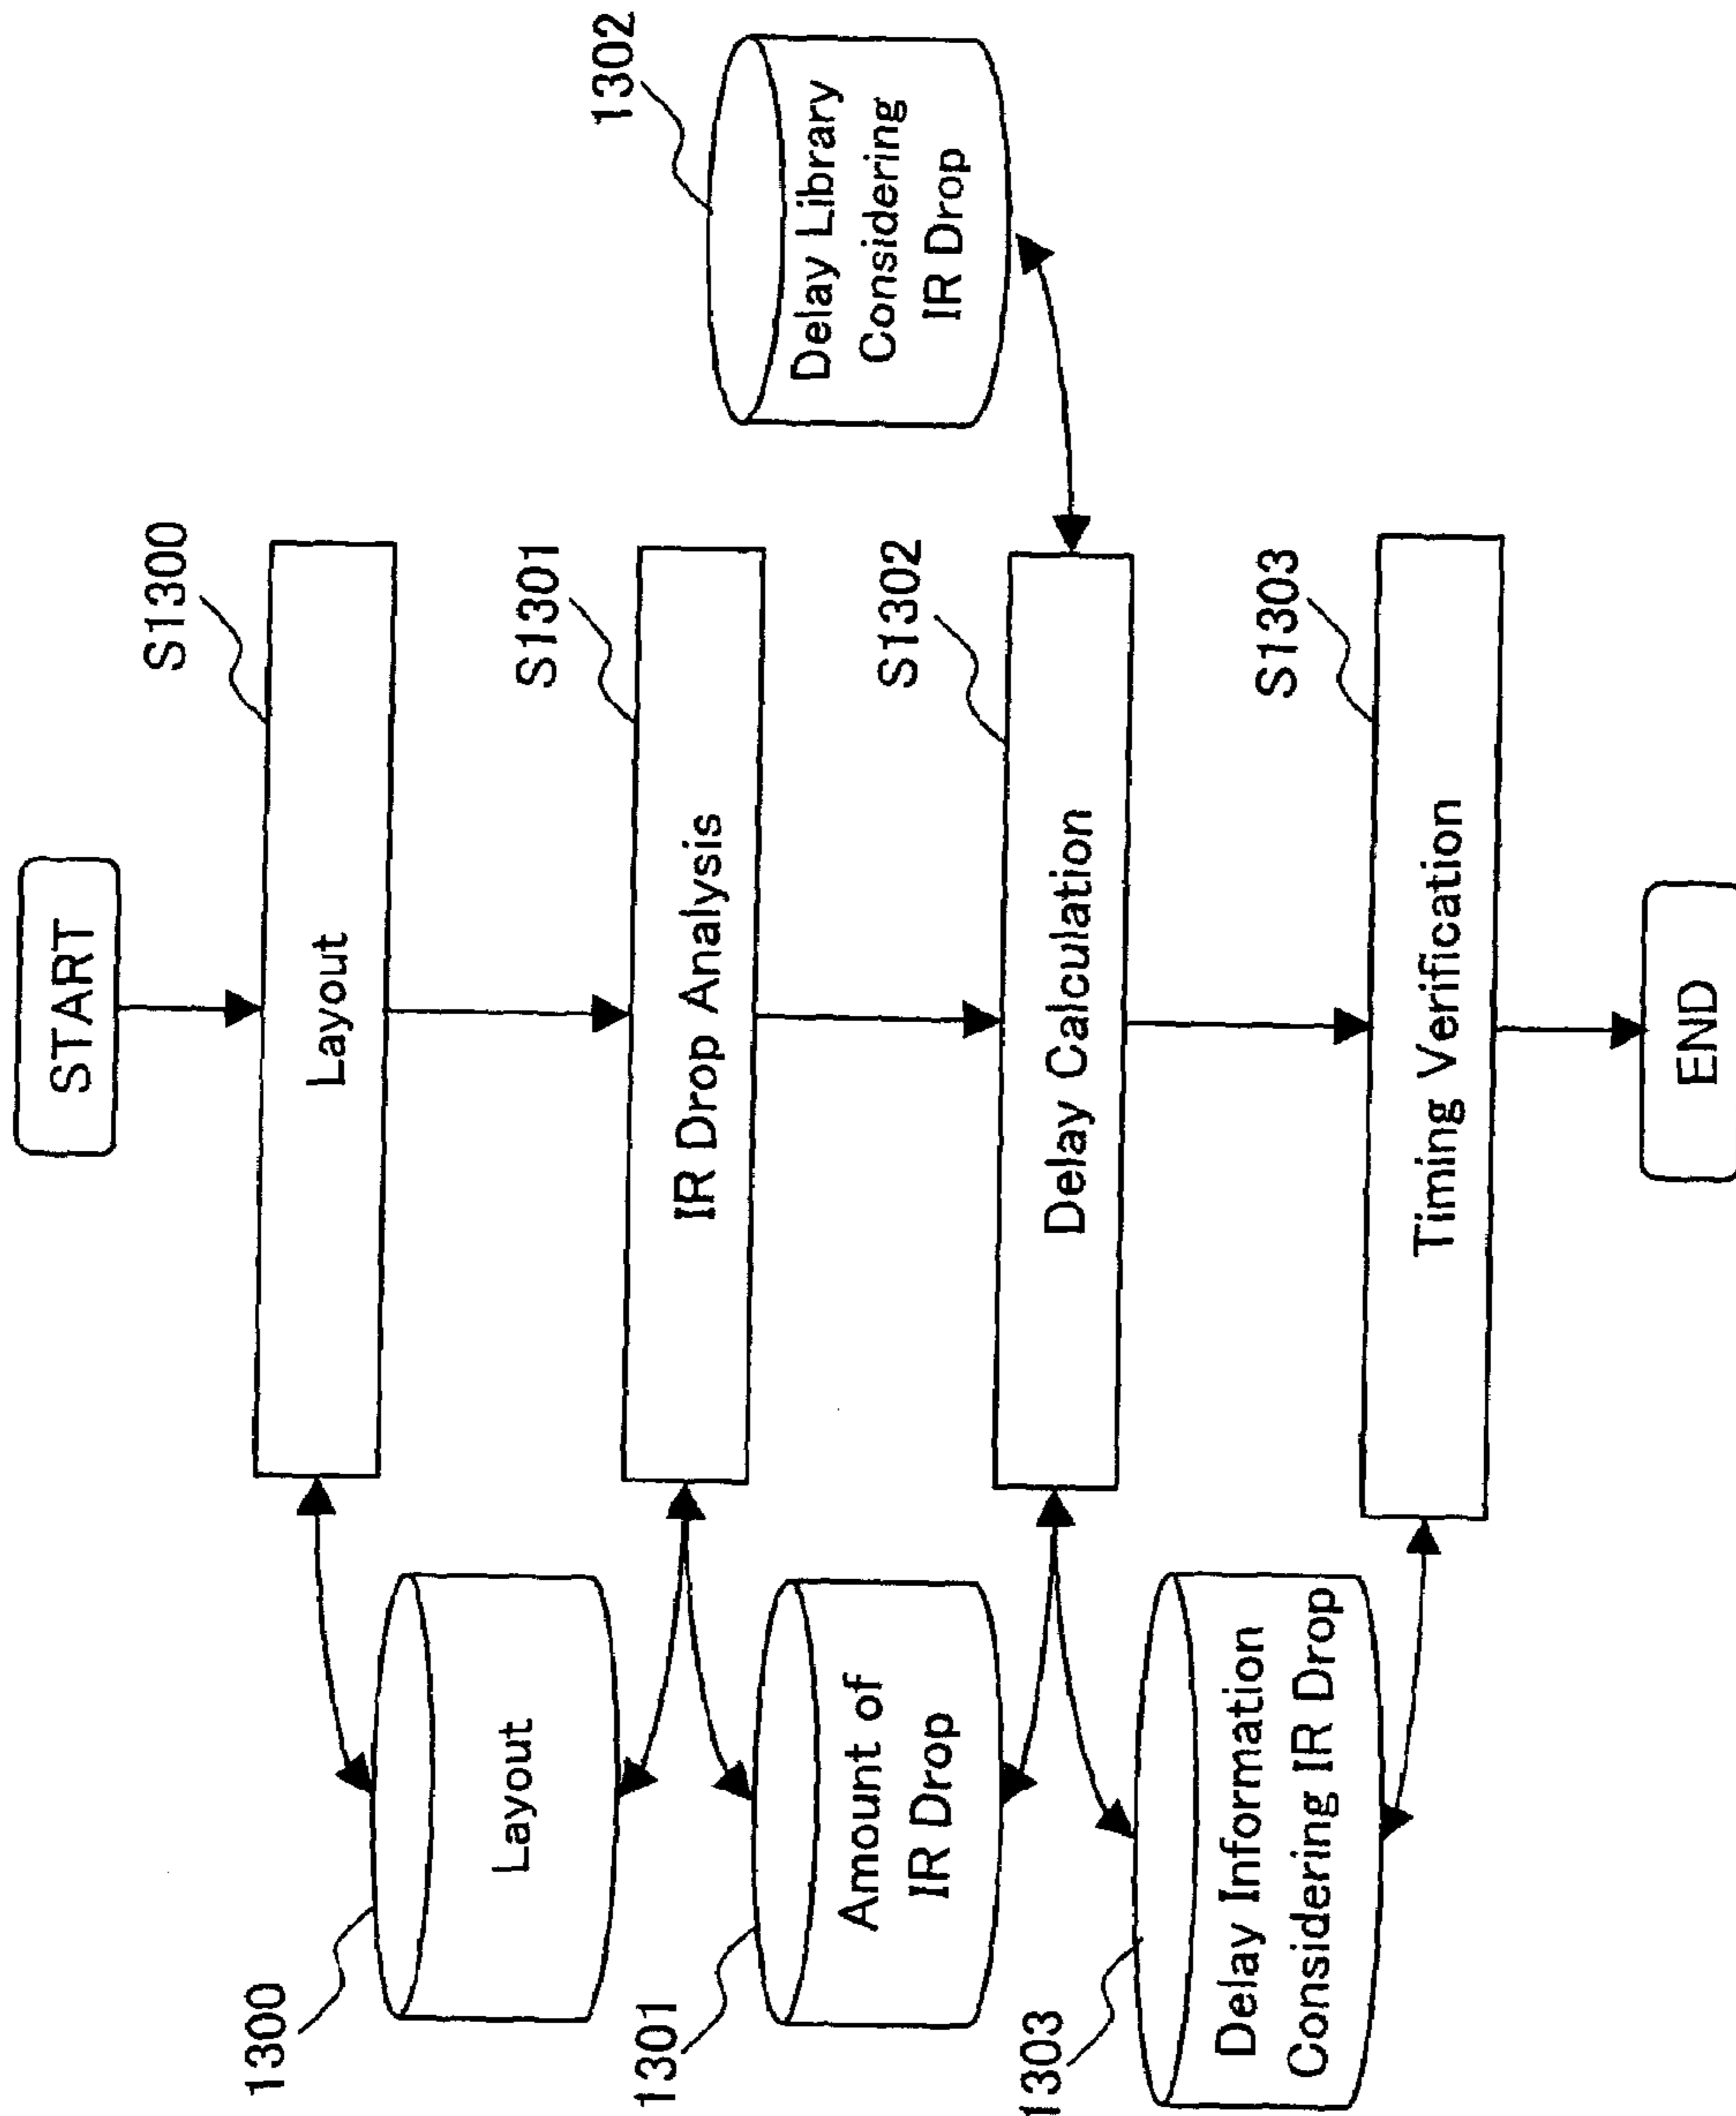 START
S1300
Layout
1300
Layout
S1301
IR Drop Analysis
1301
Amount of
IR Drop
1302
Delay Library
Considering
IR Drop
S1302
Delay Calculation
1303
Delay Information
Considering IR Drop
S1303
Timing Verification
END